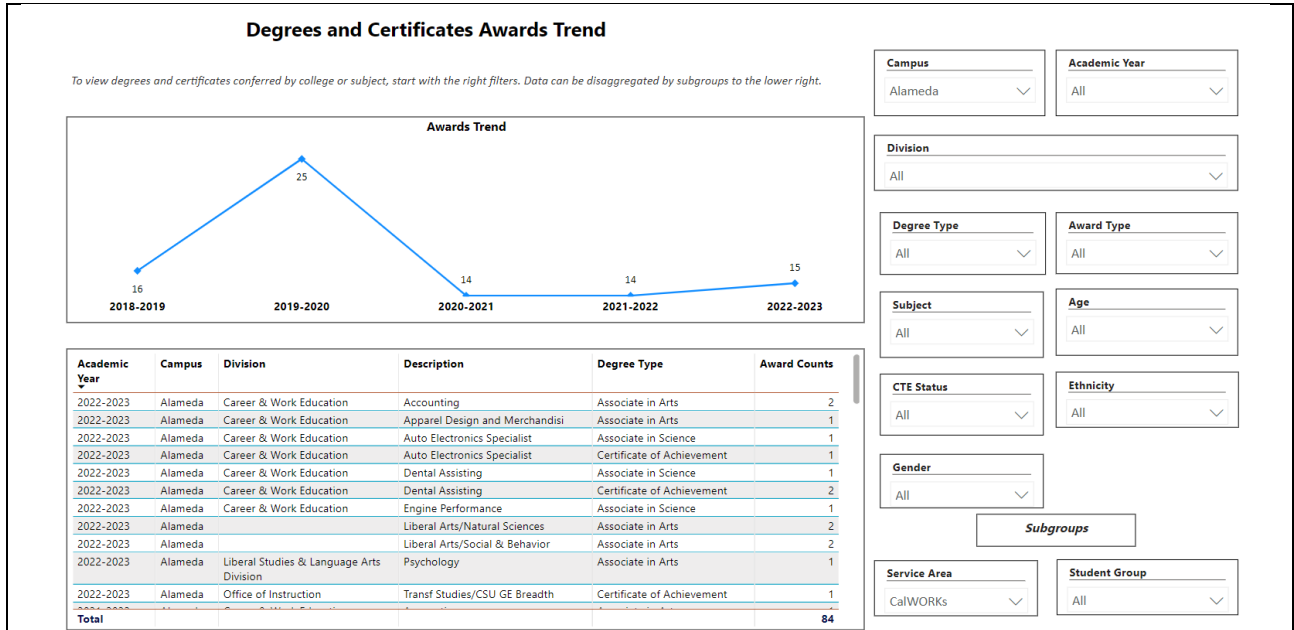 Degrees and Certificates Awards Trend
To view degrees and certificates conferred by college or subject, start with the right filters. Data can be disaggregated by subgroups to the lower right.
Awards Trend
25
16
14
14
15
2018-2019 2019-2020 2020-2021 2021-2022 2022-2023
Academic Year Campus Division Description Degree Type Award Counts
2022-2023 Alameda Career & Work Education Accounting Associate in Arts 2
2022-2023 Alameda Career & Work Education Apparel Design and Merchandisi Associate in Arts 1
2022-2023 Alameda Career & Work Education Auto Electronics Specialist Associate in Science 1
2022-2023 Alameda Career & Work Education Auto Electronics Specialist Certificate of Achievement 1
2022-2023 Alameda Career & Work Education Dental Assisting Associate in Science 1
2022-2023 Alameda Career & Work Education Dental Assisting Certificate of Achievement 2
2022-2023 Alameda Career & Work Education Engine Performance Associate in Science 1
2022-2023 Alameda Liberal Arts/Natural Sciences Associate in Arts 2
2022-2023 Alameda Liberal Arts/Social & Behavior Associate in Arts 2
2022-2023 Alameda Liberal Studies & Language Arts Division Psychology Associate in Arts 1
2022-2023 Alameda Office of Instruction Transf Studies/CSU GE Breadth Certificate of Achievement 1
Total 84
Campus
Alameda
Academic Year
All
Division
All
Degree Type
All
Award Type
All
Subject
All
Age
All
CTE Status
All
Ethnicity
All
Gender
All
Subgroups
Service Area
CalWORKs
Student Group
All